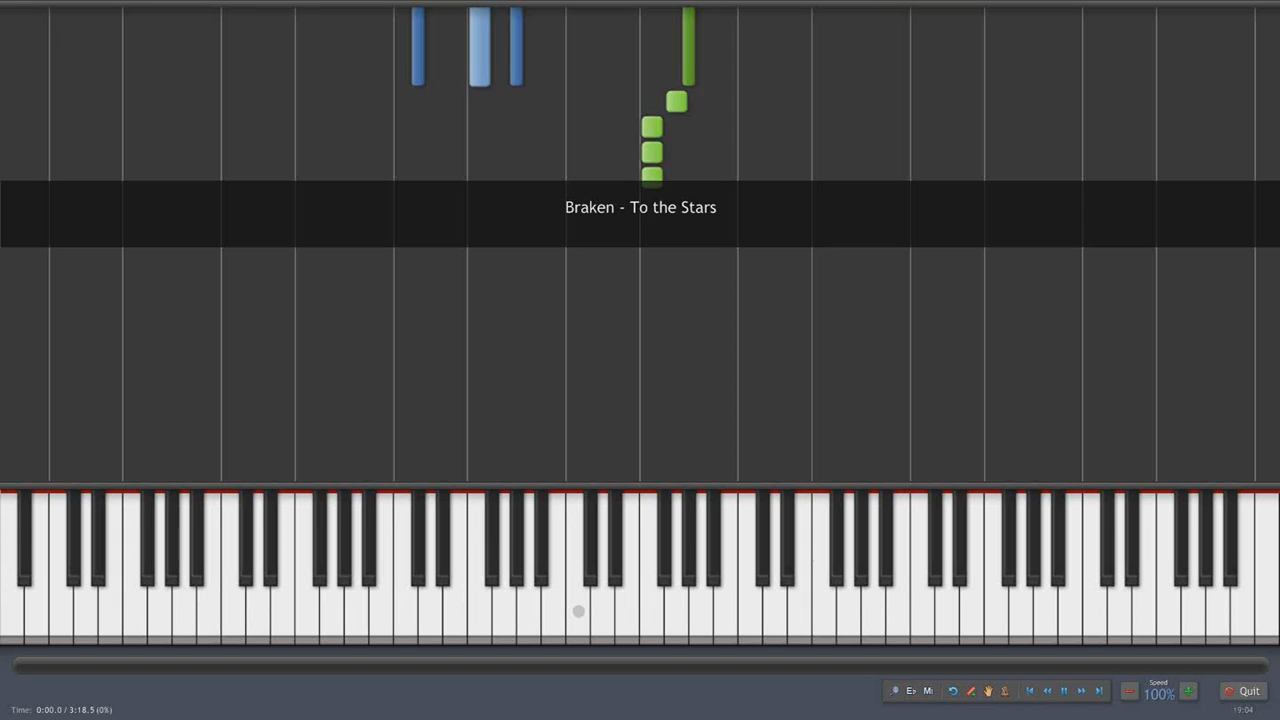 Braken - To the Stars
Speed
E♭ M♮ 100% Quit
Time: 0:00.0 / 3:18.5 (0%)
19:04